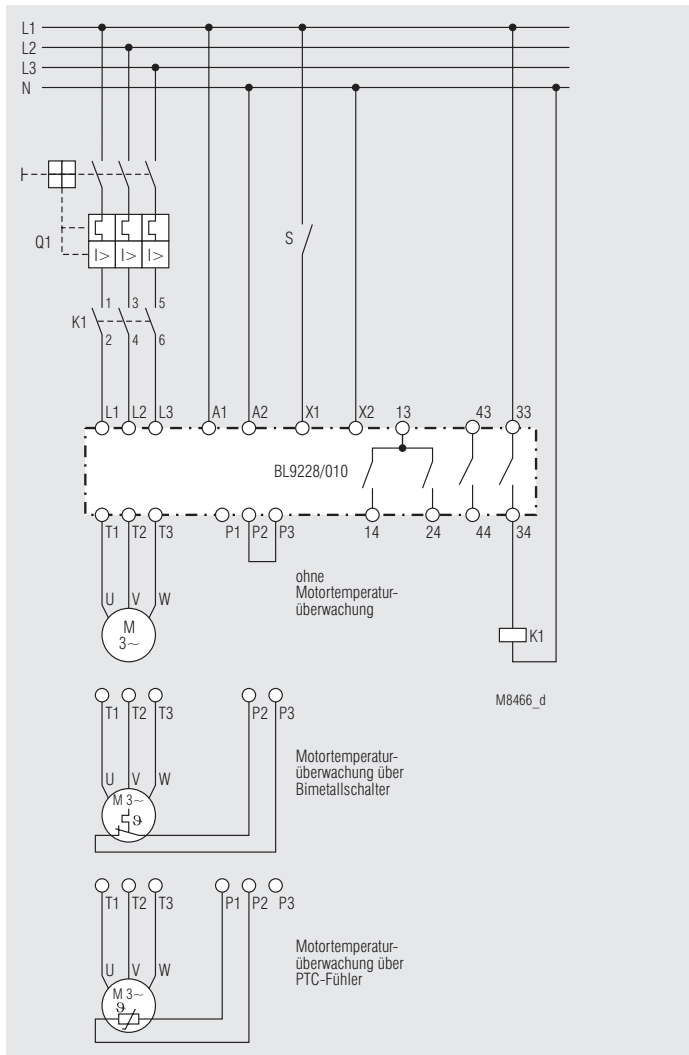 L1
L2
L3
N
Q1
I> I> I>
S
1 3 5
K1
2 4 6
L1 L2 L3 A1 A2 X1 X2 13 43 33
BL9228/010
T1 T2 T3 P1 P2 P3 14 24 44 34
ohne
Motortemperatur-
überwachung
U V W
M
3~
K1
M8466_d
T1 T2 T3 P2 P3
Motortemperatur-
überwachung über
Bimetallschalter
U V W
M 3~
ϑ
T1 T2 T3 P1 P2 P3
Motortemperatur-
überwachung über
PTC-Fühler
U V W
M 3~
ϑ